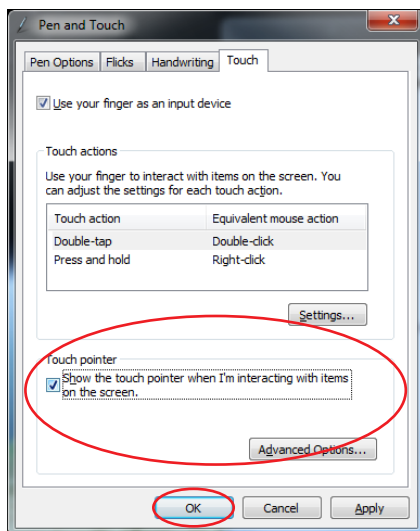 Pen and Touch
Pen Options Flicks Handwriting Touch
Use your finger as an input device
Touch actions
Use your finger to interact with items on the screen. You
can adjust the settings for each touch action.
Touch action Equivalent mouse action
Double-tap Double-click
Press and hold Right-click
Settings...
Touch pointer
Show the touch pointer when I'm interacting with items
on the screen.
Advanced Options...
OK Cancel Apply